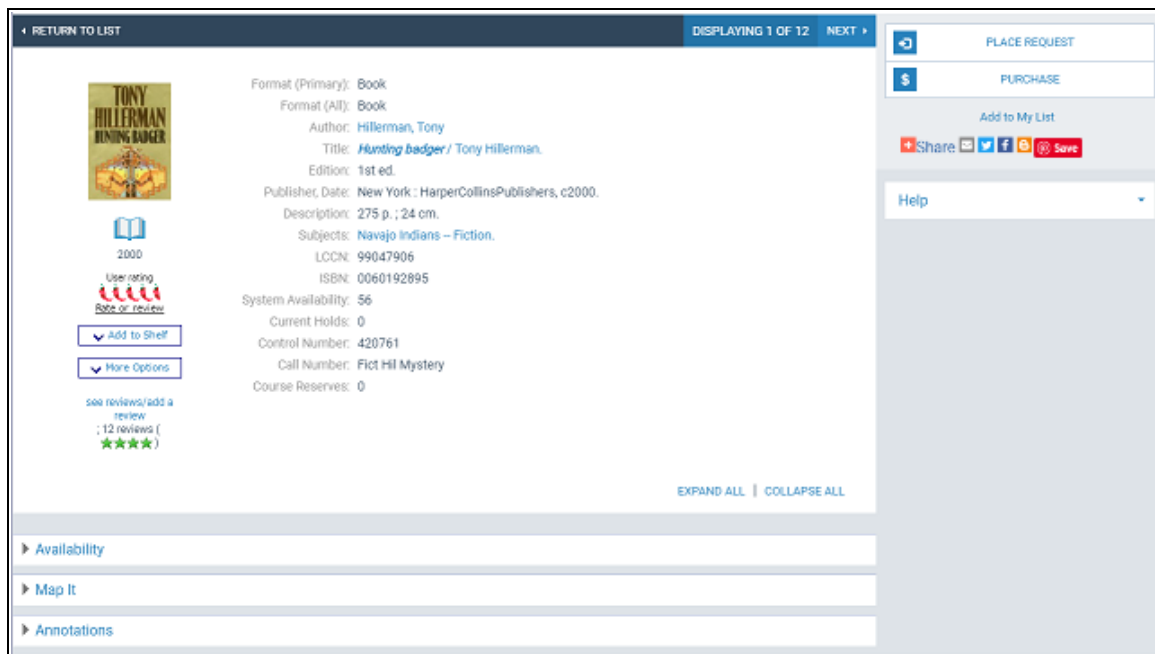 RETURN TO LIST
DISPLAYING 1 OF 12 NEXT
TONY
HILLERMAN
HUNTING BADGER
2000
User rating
Rate or review
Add to Shelf
More Options
see reviews/add a
review
; 12 reviews (
)
Format (Primary): Book
Format (All): Book
Author: Hillerman, Tony
Title: Hunting badger / Tony Hillerman.
Edition: 1st ed.
Publisher, Date: New York : HarperCollinsPublishers, c2000.
Description: 275 p. ; 24 cm.
Subjects: Navajo Indians -- Fiction.
LCCN: 99047906
ISBN: 0060192895
System Availability: 56
Current Holds: 0
Control Number: 420761
Call Number: Fict Hil Mystery
Course Reserves: 0
EXPAND ALL | COLLAPSE ALL
Availability
Map It
Annotations
PLACE REQUEST
$ PURCHASE
Add to My List
Share Save
Help